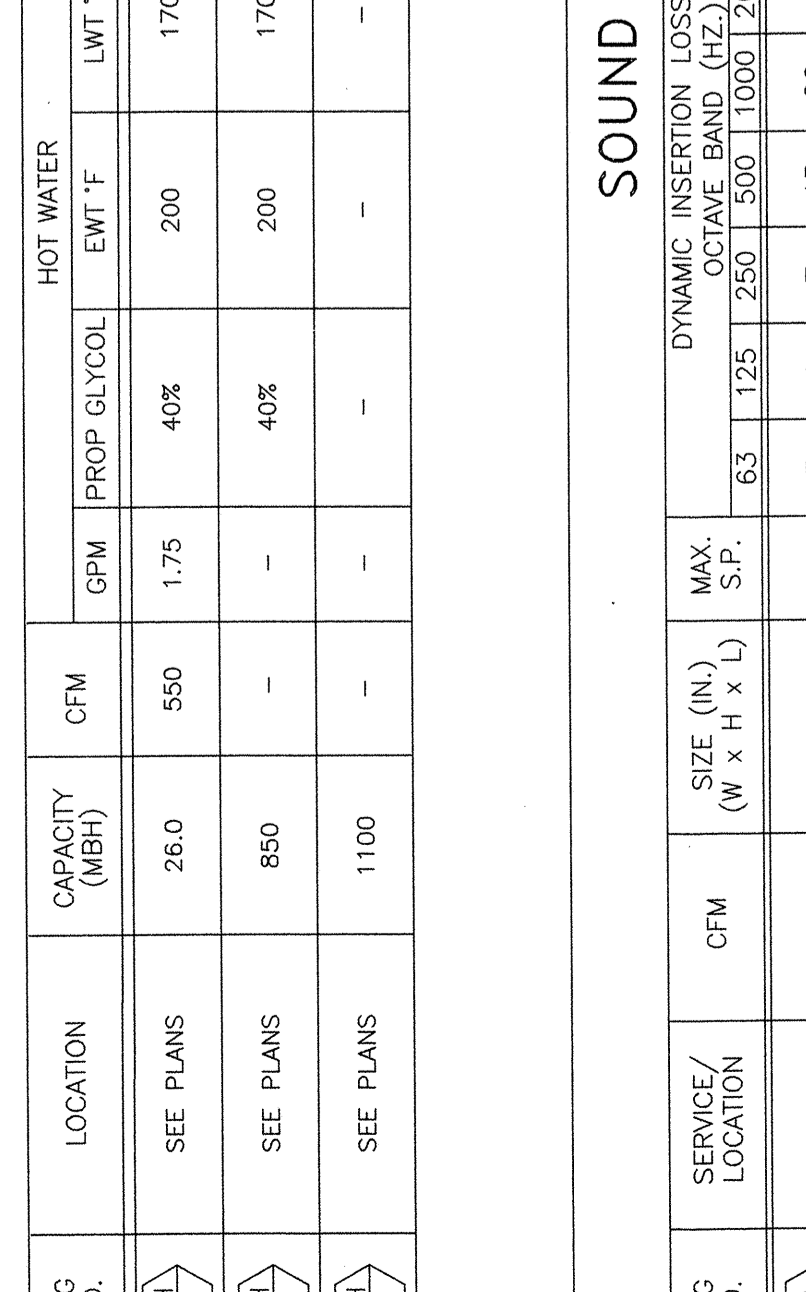 HOT WATER
LOCATION CAPACITY (MBH) CFM GPM PROP GLYCOL EWT °F LWT °
SEE PLANS 26.0 550 1.75 40% 200 170
SEE PLANS 850 – – 40% 200 170
SEE PLANS 1100 – – – – –
SOUND
DYNAMIC INSERTION LOSS
OCTAVE BAND (HZ.)
SERVICE/ LOCATION CFM SIZE (IN.) (W x H x L) MAX. S.P. 63 125 250 500 1000